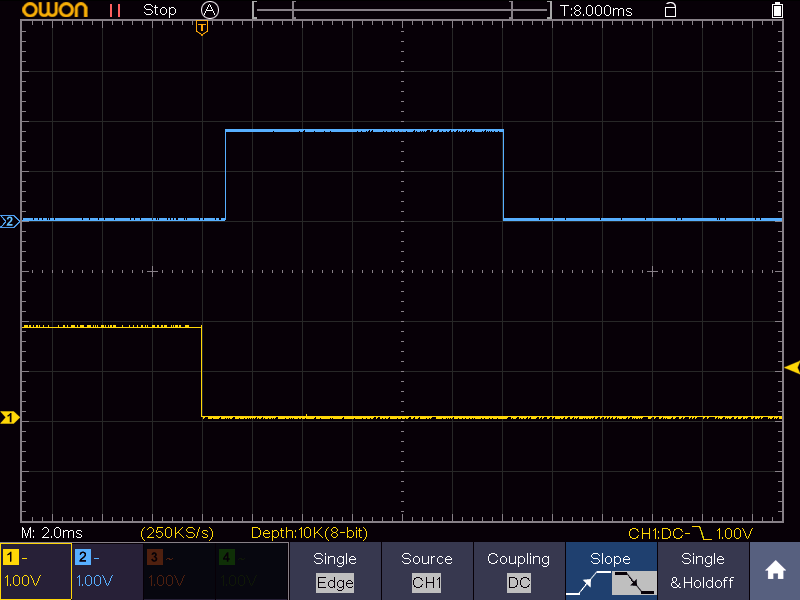 OWON Stop A T:8.000ms
T
2
1
M: 2.0ms (250KS/s) Depth:10K(8-bit) CH1:DC- 1.00V
1 2 3 4
1.00V 1.00V 1.00V 1.00V
Single Source Coupling Slope Single
Edge CH1 DC &Holdoff